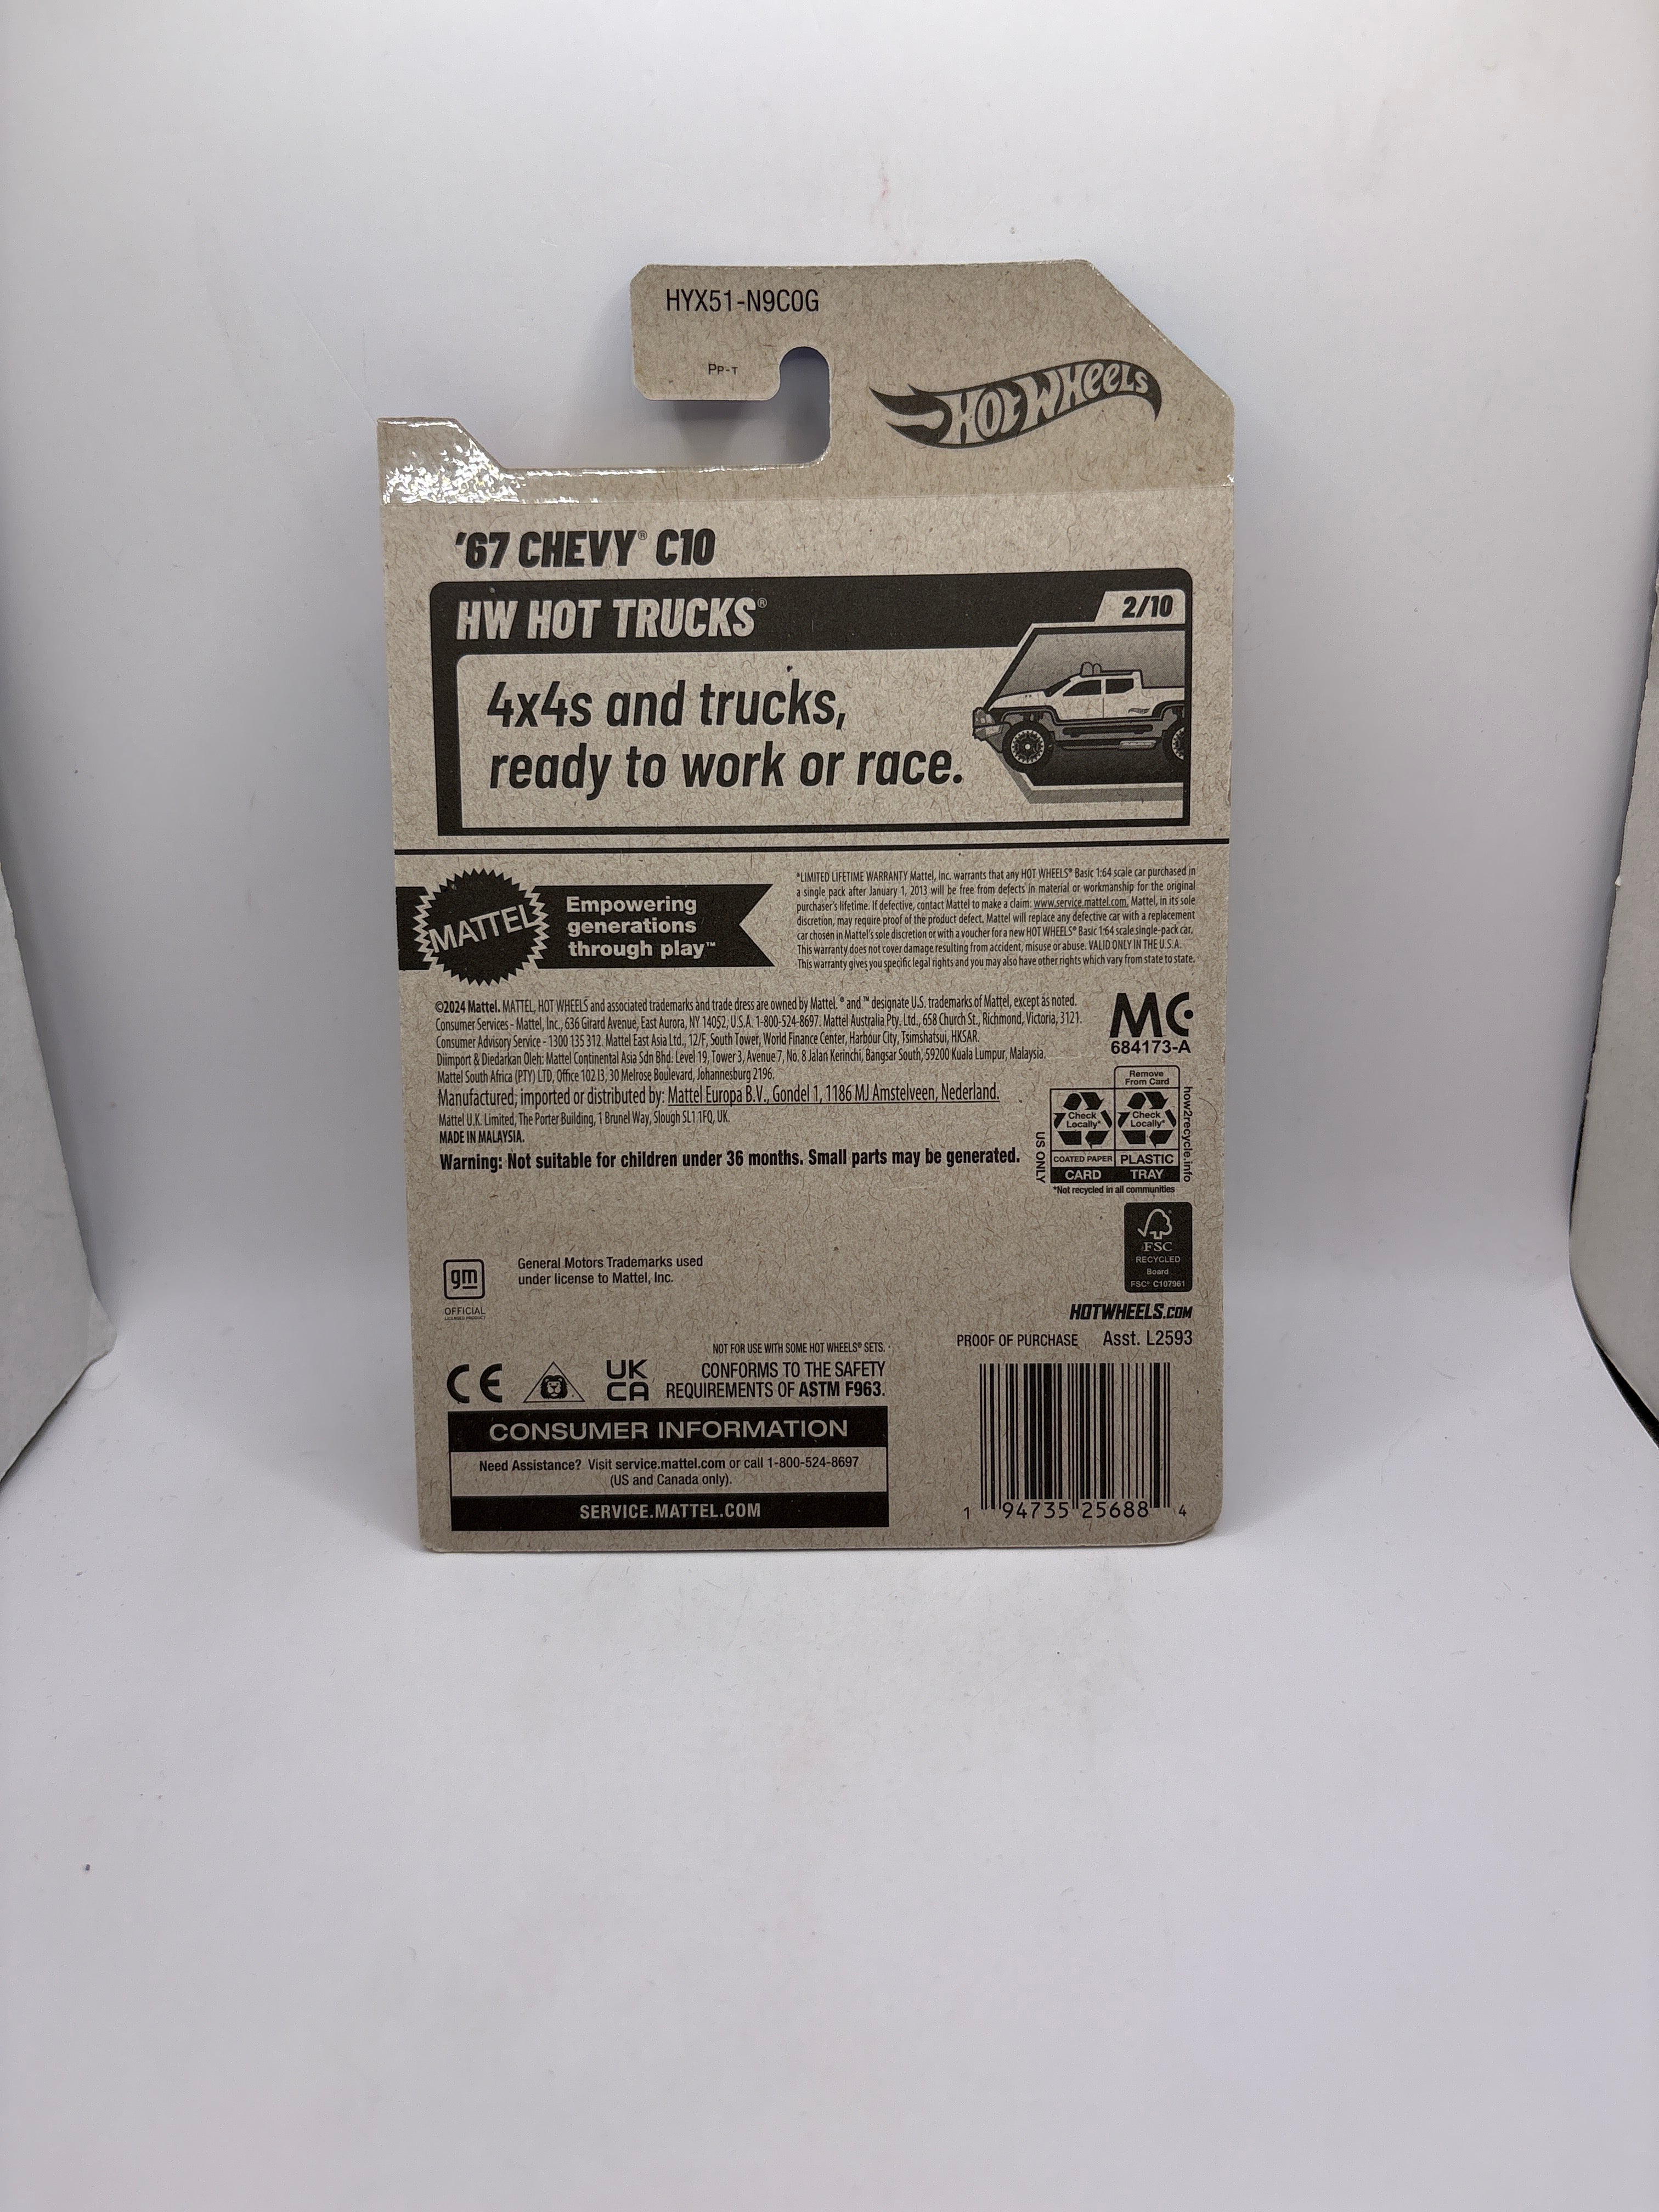 HYX51-N9C0G
PP-T
HOT WHEELS
'67 CHEVY® C10
HW HOT TRUCKS®
2/10
4x4s and trucks,
ready to work or race.
MATTEL
Empowering
generations
through play™
*LIMITED LIFETIME WARRANTY Mattel, Inc. warrants that any HOT WHEELS® Basic 1:64 scale car purchased in
a single pack after January 1, 2013 will be free from defects in material or workmanship for the original
purchaser's lifetime. If defective, contact Mattel to make a claim: www.service.mattel.com. Mattel, in its sole
discretion, may require proof of the product defect. Mattel will replace any defective car with a replacement
car chosen in Mattel's sole discretion or with a voucher for a new HOT WHEELS® Basic 1:64 scale single-pack car.
This warranty does not cover damage resulting from accident, misuse or abuse. VALID ONLY IN THE U.S.A.
This warranty gives you specific legal rights and you may also have other rights which vary from state to state.
©2024 Mattel. MATTEL, HOT WHEELS and associated trademarks and trade dress are owned by Mattel. ® and ™ designate U.S. trademarks of Mattel, except as noted.
Consumer Services - Mattel, Inc., 636 Girard Avenue, East Aurora, NY 14052, U.S.A. 1-800-524-8697. Mattel Australia Pty. Ltd., 658 Church St., Richmond, Victoria, 3121.
Consumer Advisory Service - 1300 135 312. Mattel East Asia Ltd., 12/F, South Tower, World Finance Center, Harbour City, Tsimshatsui, HKSAR.
Diimport & Diedarkan Oleh: Mattel Continental Asia Sdn Bhd. Level 19, Tower 3, Avenue 7, No. 8 Jalan Kerinchi, Bangsar South, 59200 Kuala Lumpur, Malaysia.
Mattel South Africa (PTY) LTD, Office 102 I3, 30 Melrose Boulevard, Johannesburg 2196.
Manufactured, imported or distributed by: Mattel Europa B.V., Gondel 1, 1186 MJ Amstelveen, Nederland.
Mattel U.K. Limited, The Porter Building, 1 Brunel Way, Slough SL1 1FQ, UK.
MADE IN MALAYSIA.
Warning: Not suitable for children under 36 months. Small parts may be generated.
MC
684173-A
Remove
From Card
Check
Locally*
Check
Locally*
COATED PAPER
PLASTIC
CARD
TRAY
US ONLY
how2recycle.info
*Not recycled in all communities
FSC
RECYCLED
Board
FSC® C107961
gm
OFFICIAL
LICENSED PRODUCT
General Motors Trademarks used
under license to Mattel, Inc.
HOTWHEELS.COM
PROOF OF PURCHASE
Asst. L2593
NOT FOR USE WITH SOME HOT WHEELS® SETS.
CE
UK
CA
CONFORMS TO THE SAFETY
REQUIREMENTS OF ASTM F963.
CONSUMER INFORMATION
Need Assistance? Visit service.mattel.com or call 1-800-524-8697
(US and Canada only).
SERVICE.MATTEL.COM
1 94735 25688 4